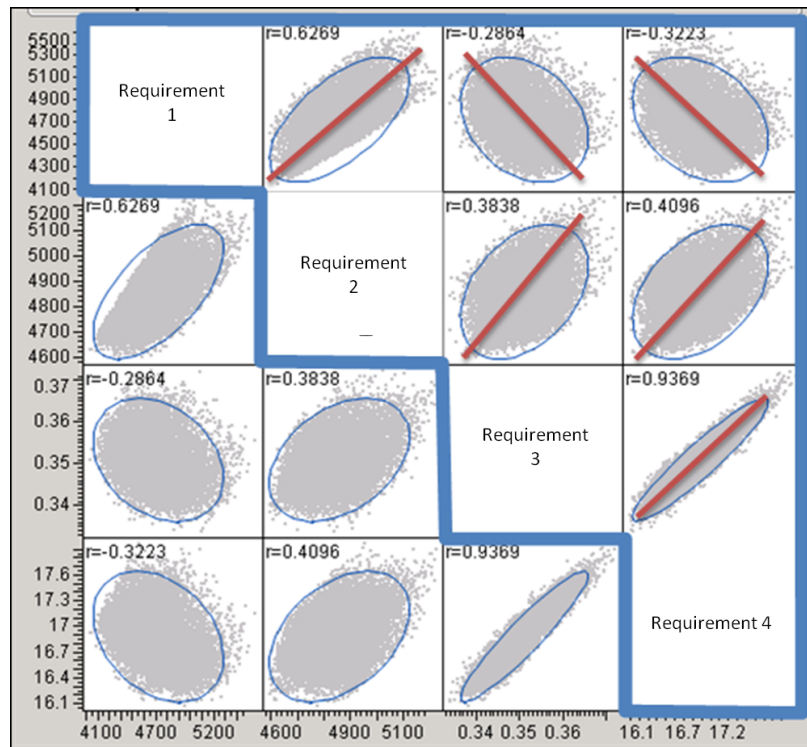 5500
5300
5100
4900
4700
4500
4300
4100
Requirement
1
r=0.6269
r=-0.2864
r=-0.3223
5200
5100
5000
4900
4800
4700
4600
r=0.6269
Requirement
2
r=0.3838
r=0.4096
0.37
0.36
0.35
0.34
r=-0.2864
r=0.3838
Requirement
3
r=0.9369
17.6
17.3
17
16.7
16.4
16.1
r=-0.3223
r=0.4096
r=0.9369
Requirement 4
4100 4700 5200
4600 4900 5100
0.34 0.35 0.36
16.1 16.7 17.2